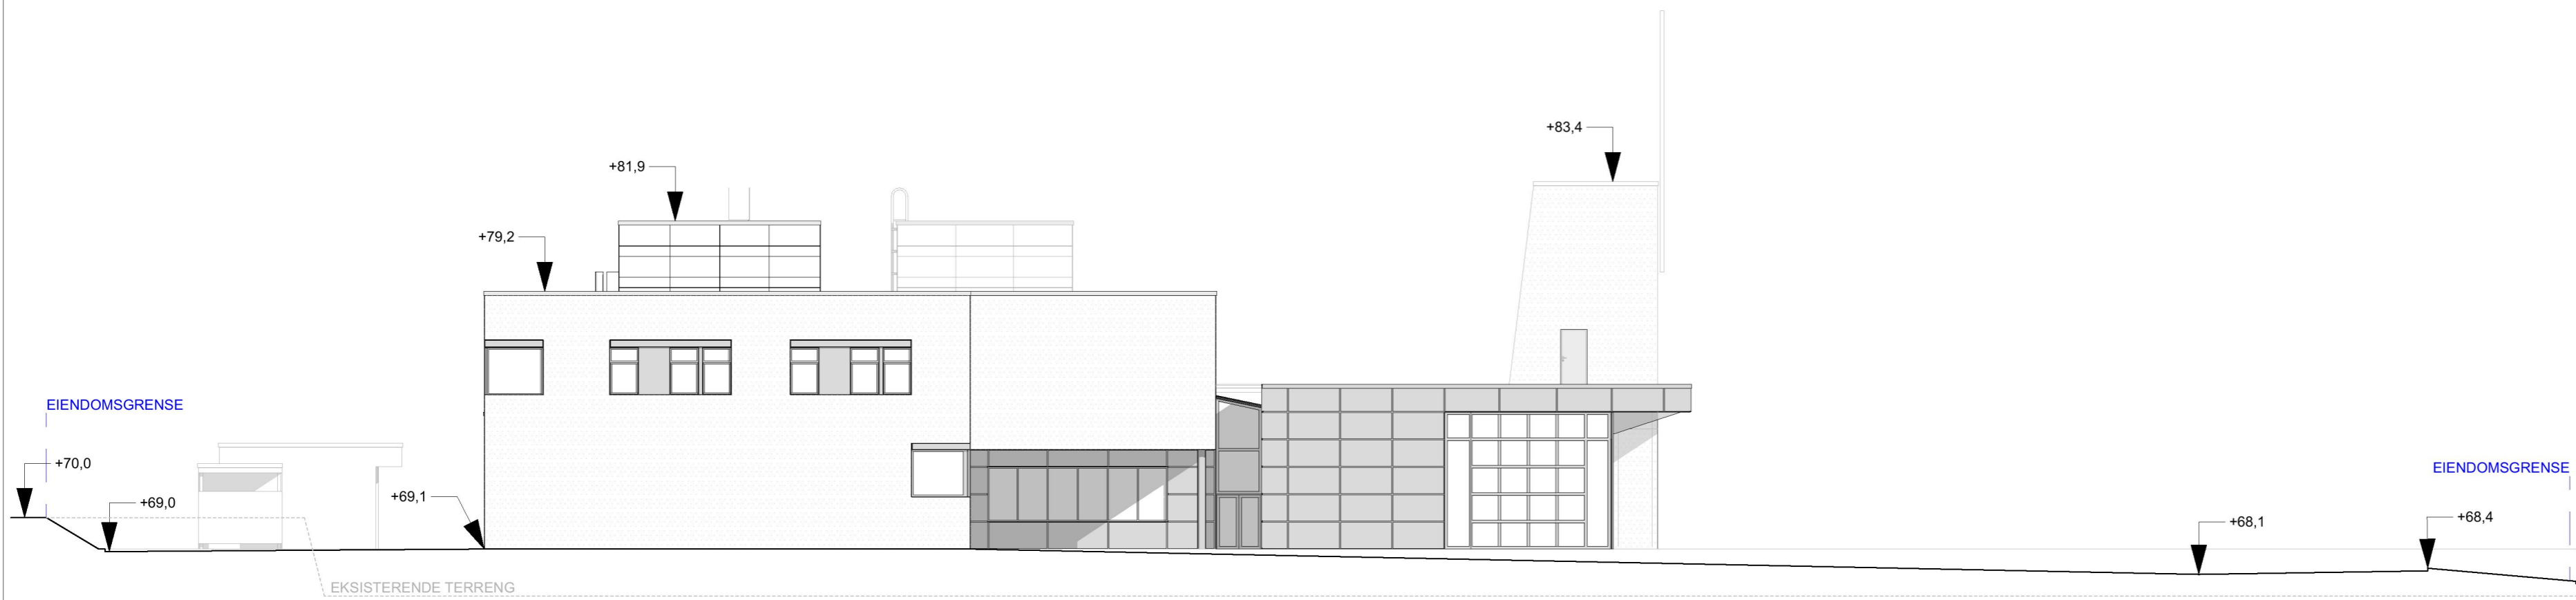 +83,4
+81,9
+79,2
EIENDOMSGRENSE
+70,0
+69,0
+69,1
EIENDOMSGRENSE
+68,1
+68,4
EKSISTERENDE TERRENG